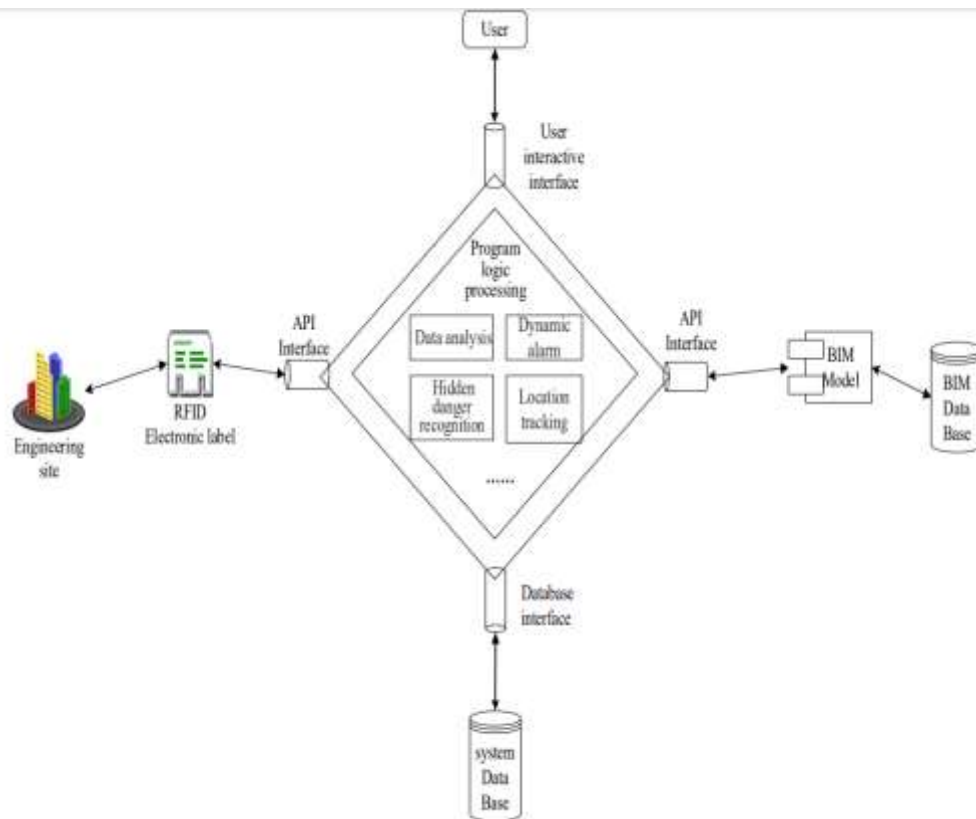 User
User
interactive
interface
Program
logic
processing
API
Interface
API
Interface
Data analysis
Dynamic
alarm
Hidden
danger
recognition
Location
tracking
......
RFID
Electronic label
Engineering
site
BIM
Model
BIM
Data
Base
Database
interface
system
Data
Base